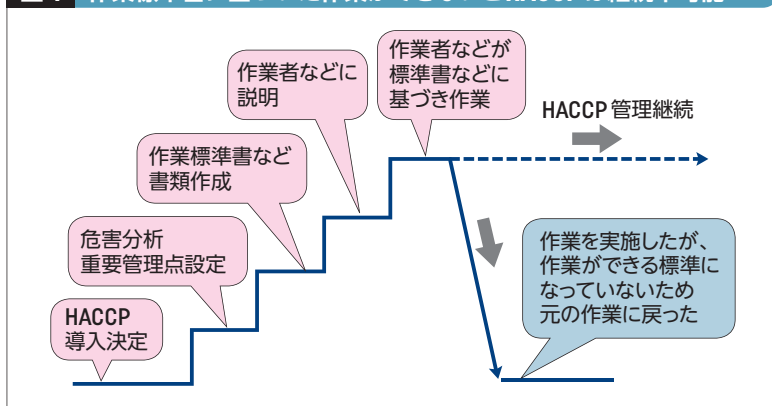 作業者などが
標準書などに
基づき作業
作業者などに
説明
HACCP 管理継続
作業標準書など
書類作成
危害分析
重要管理点設定
作業を実施したが、
作業ができる標準に
なっていないため
元の作業に戻った
HACCP
導入決定